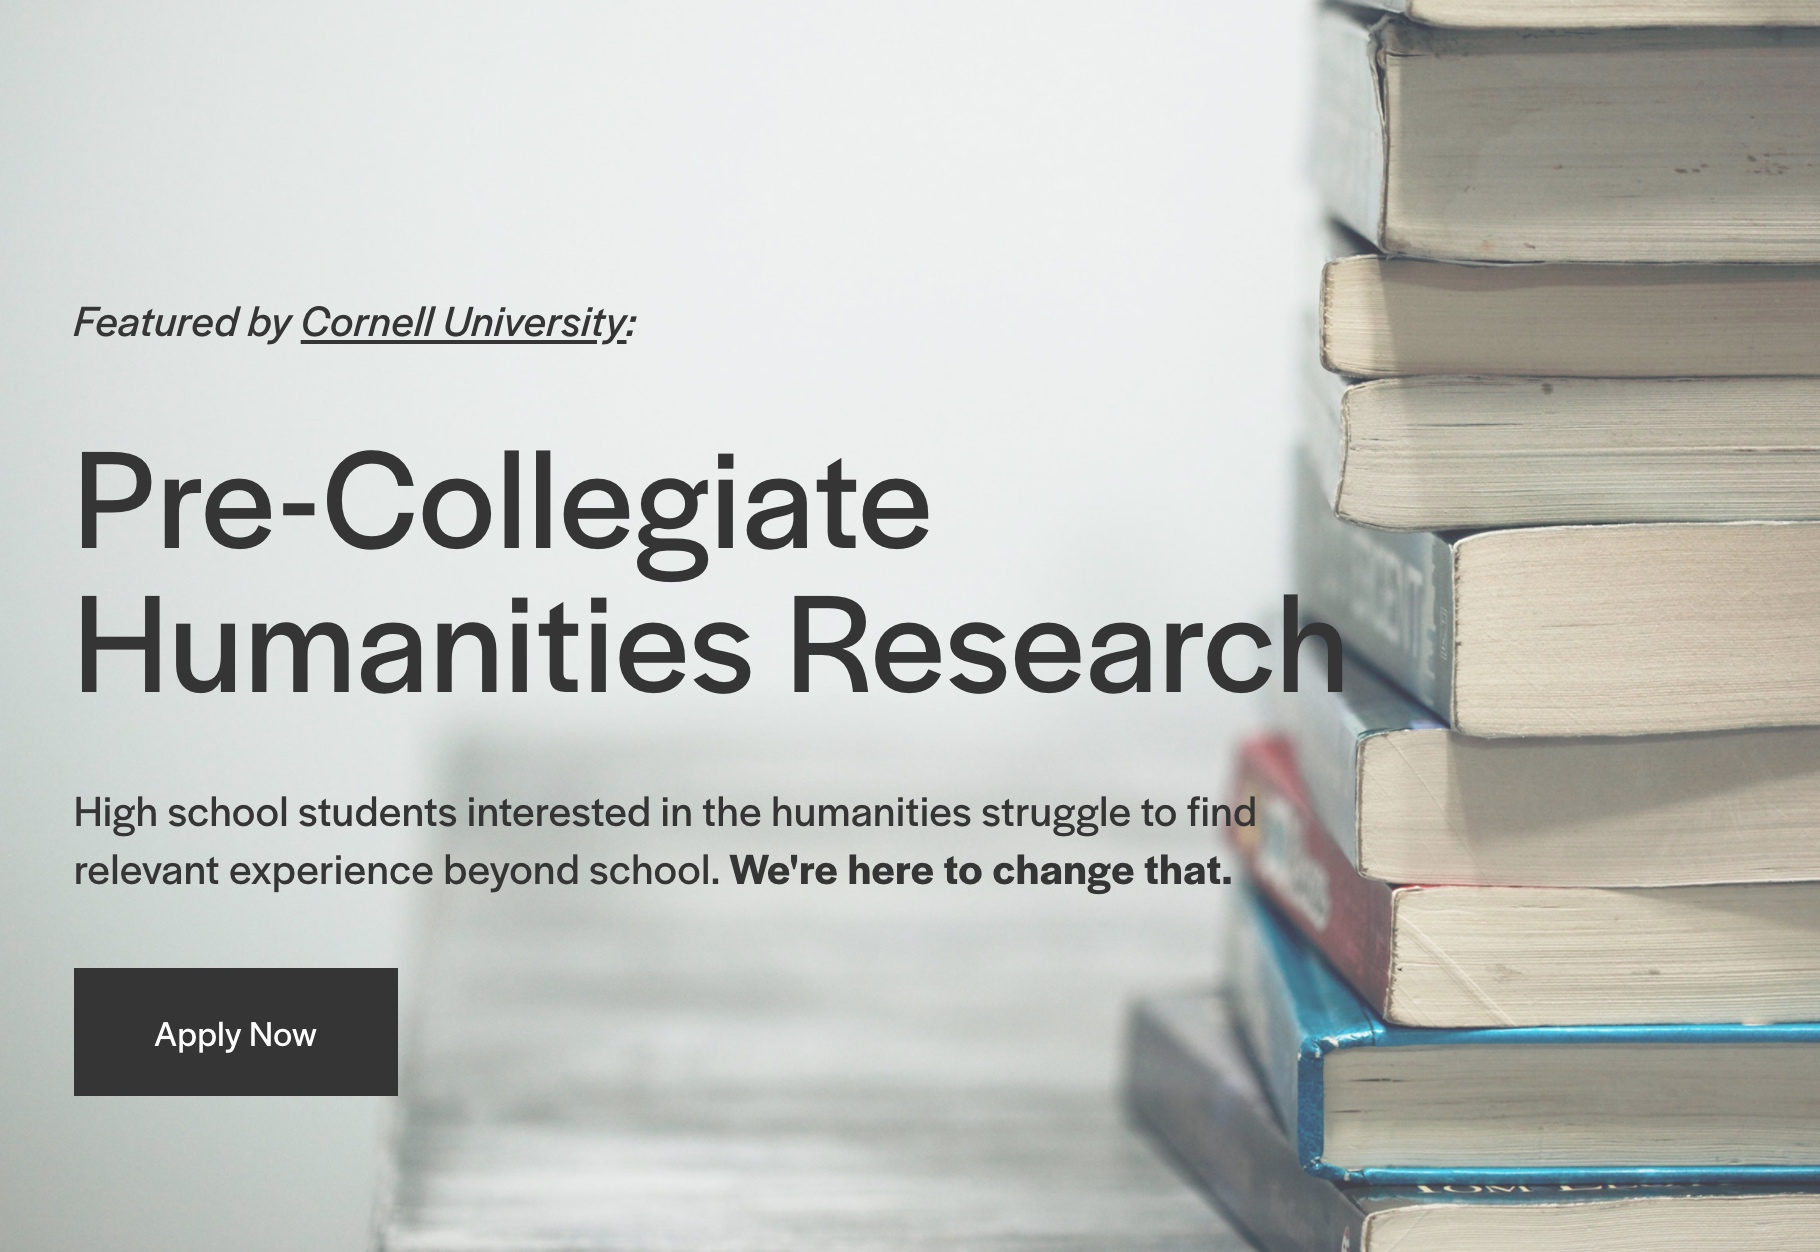 Featured by Cornell University:
Pre-Collegiate
Humanities Research
High school students interested in the humanities struggle to find
relevant experience beyond school. We're here to change that.
Apply Now